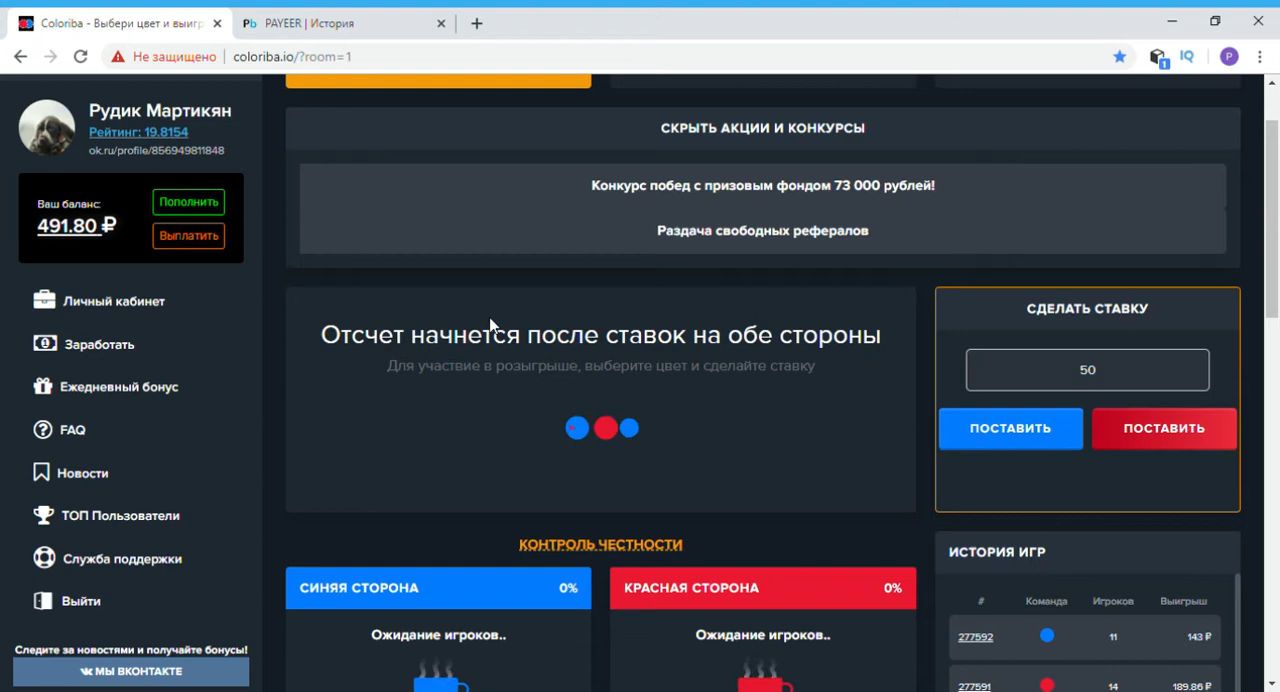 Coloriba - Выбери цвет и выигр
Pb PAYEER | История
Не защищено
coloriba.io/?room=1
1
IQ
P
Рудик Мартикян
Рейтинг: 19.8154
ok.ru/profile/856949811848
Ваш баланс:
491.80 ₽
Пополнить
Выплатить
Личный кабинет
Заработать
Ежедневный бонус
FAQ
Новости
ТОП Пользователи
Служба поддержки
Выйти
Следите за новостями и получайте бонусы!
МЫ ВКОНТАКТЕ
СКРЫТЬ АКЦИИ И КОНКУРСЫ
Конкурс побед с призовым фондом 73 000 рублей!
Раздача свободных рефералов
Отсчет начнется после ставок на обе стороны
Для участие в розыгрыше, выберите цвет и сделайте ставку
СДЕЛАТЬ СТАВКУ
50
ПОСТАВИТЬ ПОСТАВИТЬ
КОНТРОЛЬ ЧЕСТНОСТИ
СИНЯЯ СТОРОНА 0%
Ожидание игроков..
КРАСНАЯ СТОРОНА 0%
Ожидание игроков..
ИСТОРИЯ ИГР
# Команда Игроков Выигрыш
277592 11 143 ₽
277591 14 189.86 ₽